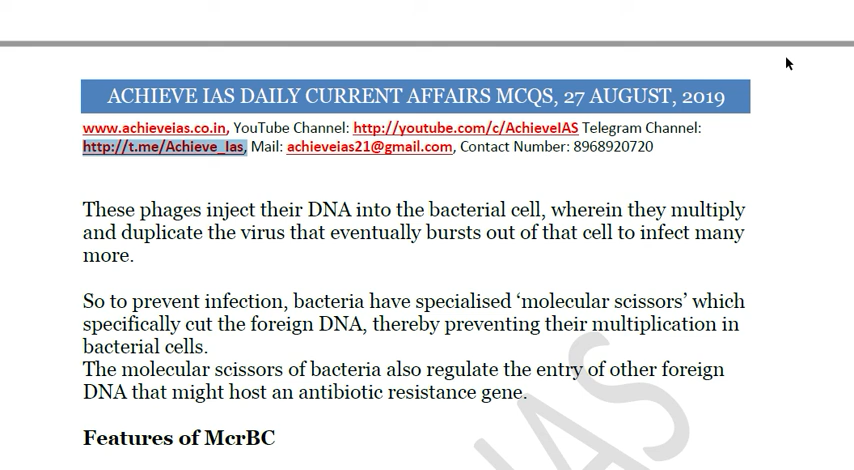 ACHIEVE IAS DAILY CURRENT AFFAIRS MCQS, 27 AUGUST, 2019
www.achieveias.co.in, YouTube Channel: http://youtube.com/c/AchieveIAS Telegram Channel:
http://t.me/Achieve_Ias, Mail: achieveias21@gmail.com, Contact Number: 8968920720
These phages inject their DNA into the bacterial cell, wherein they multiply
and duplicate the virus that eventually bursts out of that cell to infect many
more.
So to prevent infection, bacteria have specialised ‘molecular scissors’ which
specifically cut the foreign DNA, thereby preventing their multiplication in
bacterial cells.
The molecular scissors of bacteria also regulate the entry of other foreign
DNA that might host an antibiotic resistance gene.
Features of McrBC
IAS